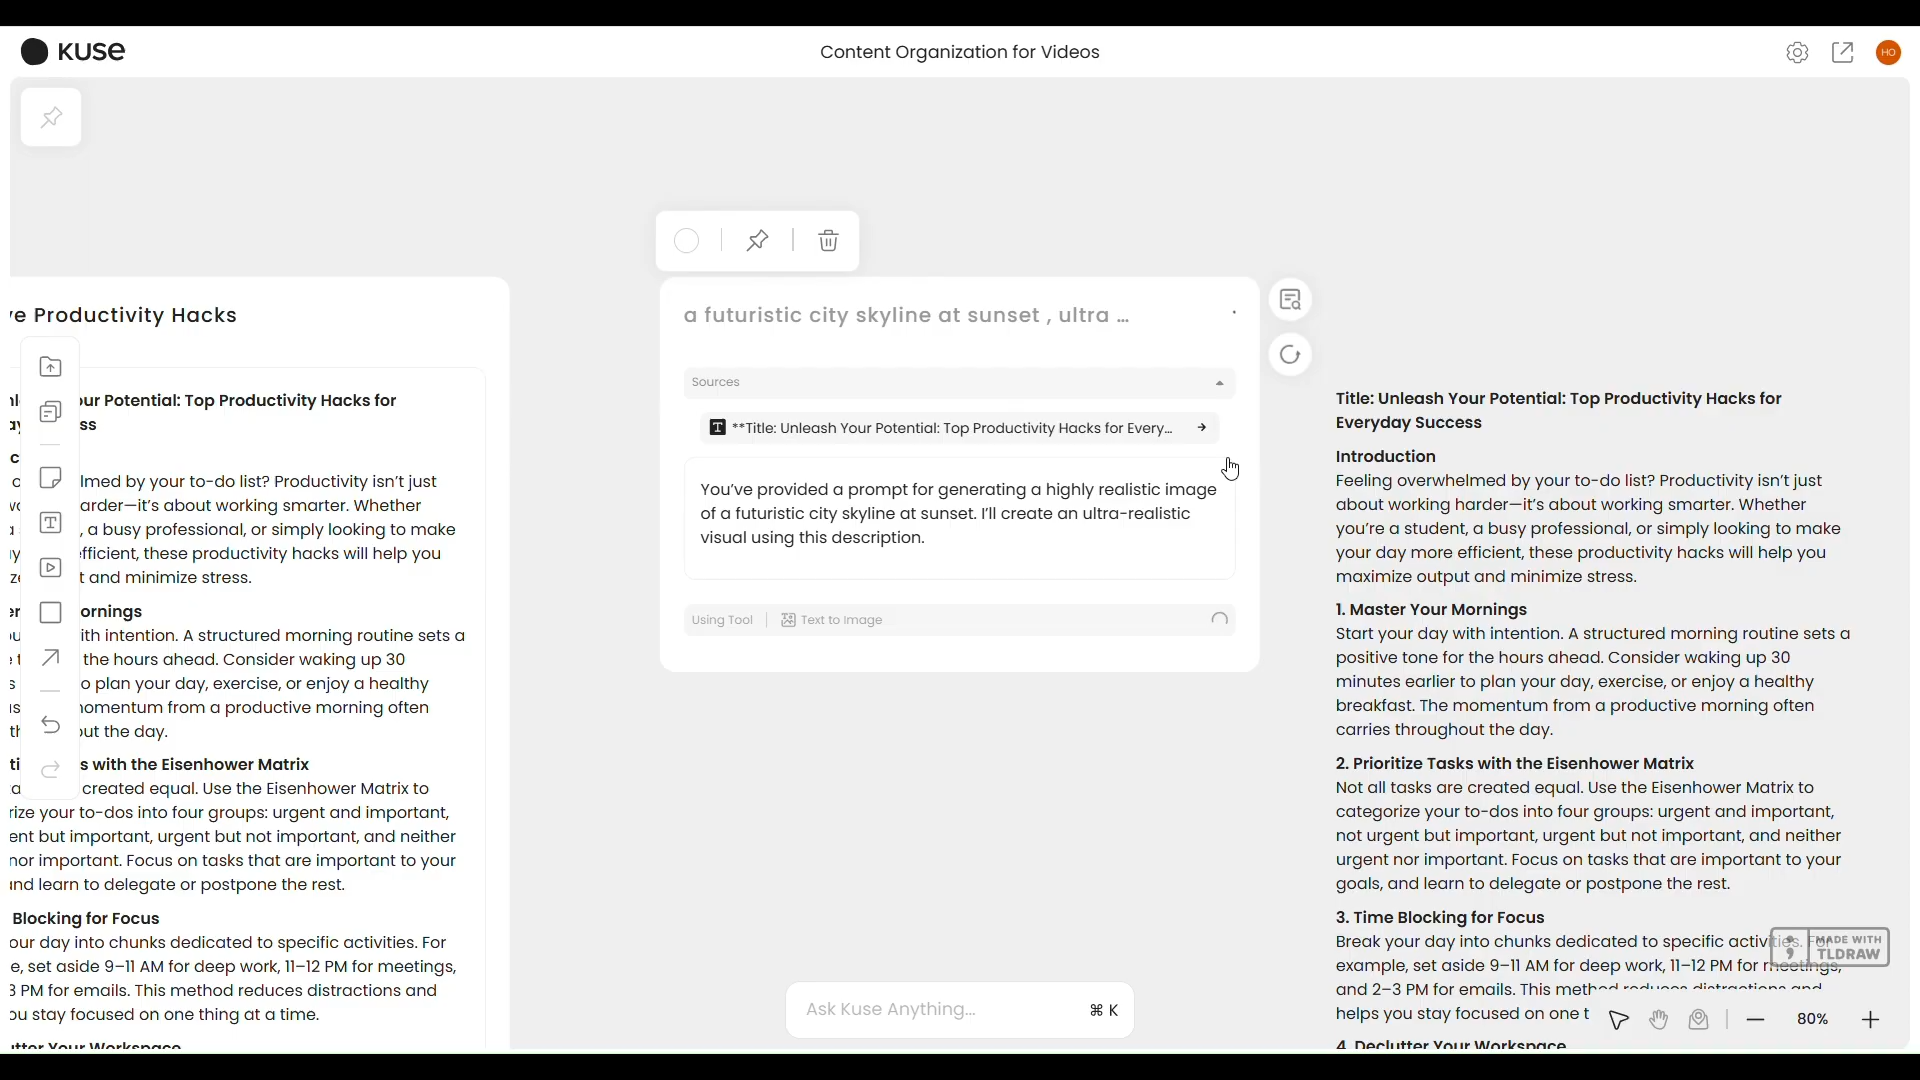 KUSE
Content Organization for Videos
HO
Productivity Hacks
our Potential: Top Productivity Hacks for
lmed by your to-do list? Productivity isn't just
arder—it's about working smarter. Whether
, a busy professional, or simply looking to make
fficient, these productivity hacks will help you
t and minimize stress.
ornings
ith intention. A structured morning routine sets a
the hours ahead. Consider waking up 30
o plan your day, exercise, or enjoy a healthy
omentum from a productive morning often
out the day.
s with the Eisenhower Matrix
created equal. Use the Eisenhower Matrix to
rize your to-dos into four groups: urgent and important,
ent but important, urgent but not important, and neither
nor important. Focus on tasks that are important to your
and learn to delegate or postpone the rest.
Blocking for Focus
our day into chunks dedicated to specific activities. For
e, set aside 9–11 AM for deep work, 11–12 PM for meetings,
3 PM for emails. This method reduces distractions and
ou stay focused on one thing at a time.
utter Your Workspace
a futuristic city skyline at sunset , ultra ...
Sources
**Title: Unleash Your Potential: Top Productivity Hacks for Every...
You've provided a prompt for generating a highly realistic image
of a futuristic city skyline at sunset. I'll create an ultra-realistic
visual using this description.
Using Tool | Text to Image
Title: Unleash Your Potential: Top Productivity Hacks for
Everyday Success
Introduction
Feeling overwhelmed by your to-do list? Productivity isn't just
about working harder—it's about working smarter. Whether
you're a student, a busy professional, or simply looking to make
your day more efficient, these productivity hacks will help you
maximize output and minimize stress.
1. Master Your Mornings
Start your day with intention. A structured morning routine sets a
positive tone for the hours ahead. Consider waking up 30
minutes earlier to plan your day, exercise, or enjoy a healthy
breakfast. The momentum from a productive morning often
carries throughout the day.
2. Prioritize Tasks with the Eisenhower Matrix
Not all tasks are created equal. Use the Eisenhower Matrix to
categorize your to-dos into four groups: urgent and important,
not urgent but important, urgent but not important, and neither
urgent nor important. Focus on tasks that are important to your
goals, and learn to delegate or postpone the rest.
3. Time Blocking for Focus
Break your day into chunks dedicated to specific activities. For
example, set aside 9–11 AM for deep work, 11–12 PM for meetings,
and 2–3 PM for emails. This method reduces distractions and
helps you stay focused on one t
4. Declutter Your Workspace
MADE WITH
TLDRAW
Ask Kuse Anything...
⌘ K
80%